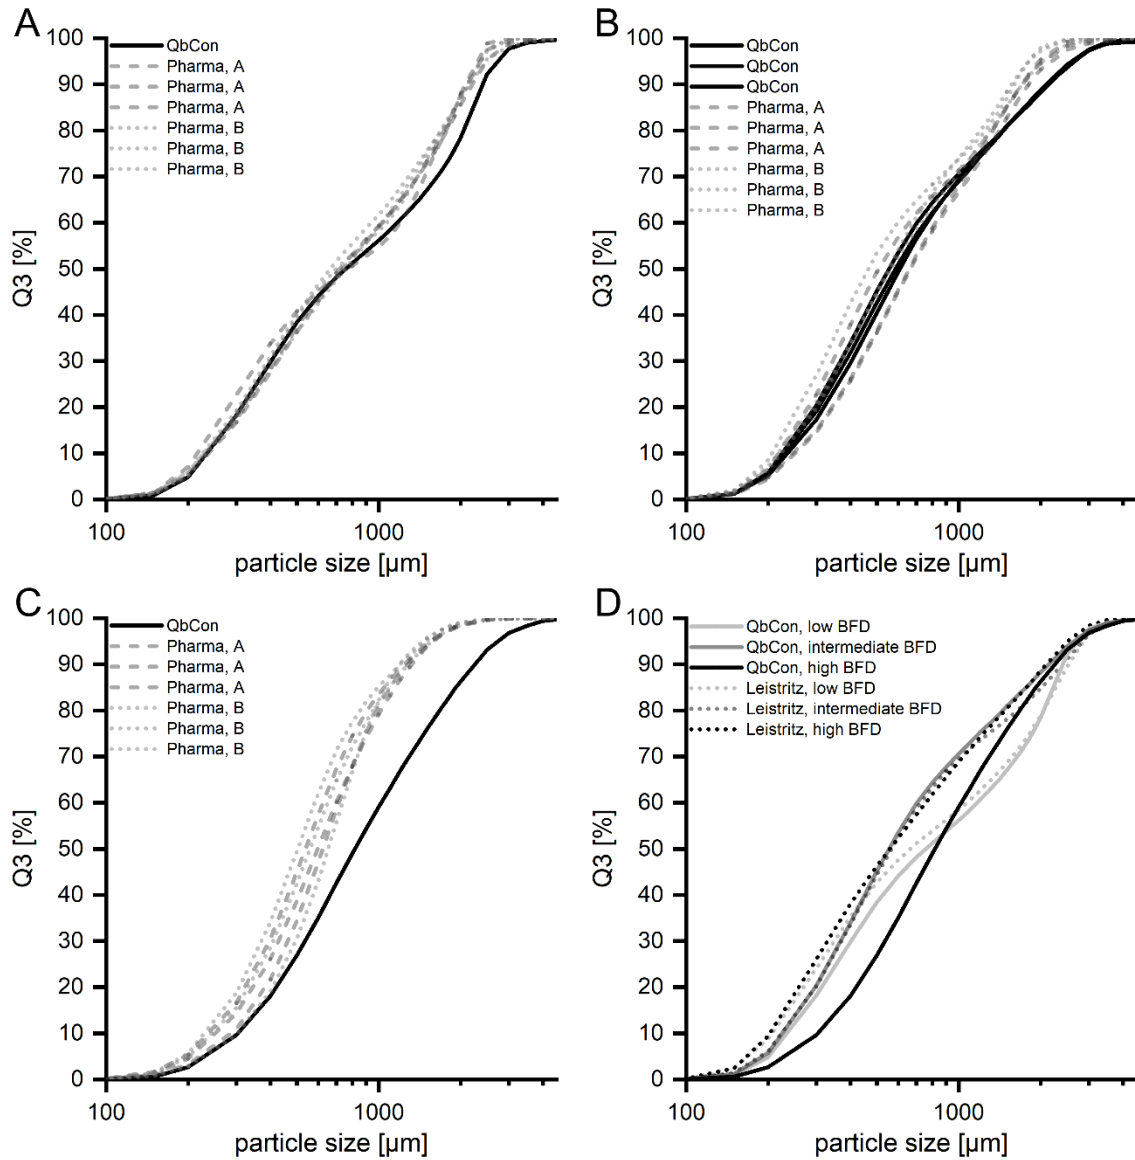 A
100
90
80
70
60
50
40
30
20
10
0
Q3 [%]
QbCon
Pharma, A
Pharma, A
Pharma, A
Pharma, B
Pharma, B
Pharma, B
100
1000
particle size [µm]
B
100
90
80
70
60
50
40
30
20
10
0
Q3 [%]
QbCon
QbCon
QbCon
Pharma, A
Pharma, A
Pharma, A
Pharma, B
Pharma, B
Pharma, B
100
1000
particle size [µm]
C
100
90
80
70
60
50
40
30
20
10
0
Q3 [%]
QbCon
Pharma, A
Pharma, A
Pharma, A
Pharma, B
Pharma, B
Pharma, B
100
1000
particle size [µm]
D
100
90
80
70
60
50
40
30
20
10
0
Q3 [%]
QbCon, low BFD
QbCon, intermediate BFD
QbCon, high BFD
Leistritz, low BFD
Leistritz, intermediate BFD
Leistritz, high BFD
100
1000
particle size [µm]